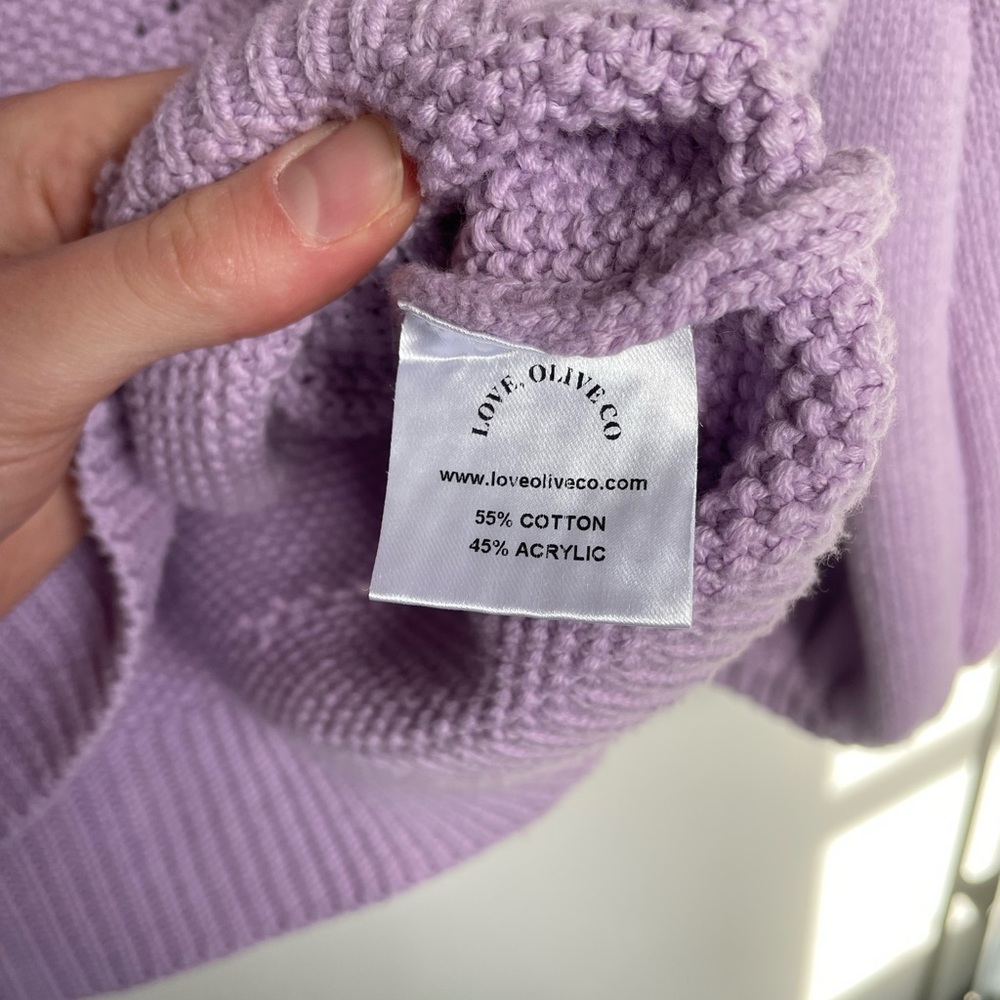 LOVE, OLIVE CO
www.loveoliveco.com
55% COTTON
45% ACRYLIC